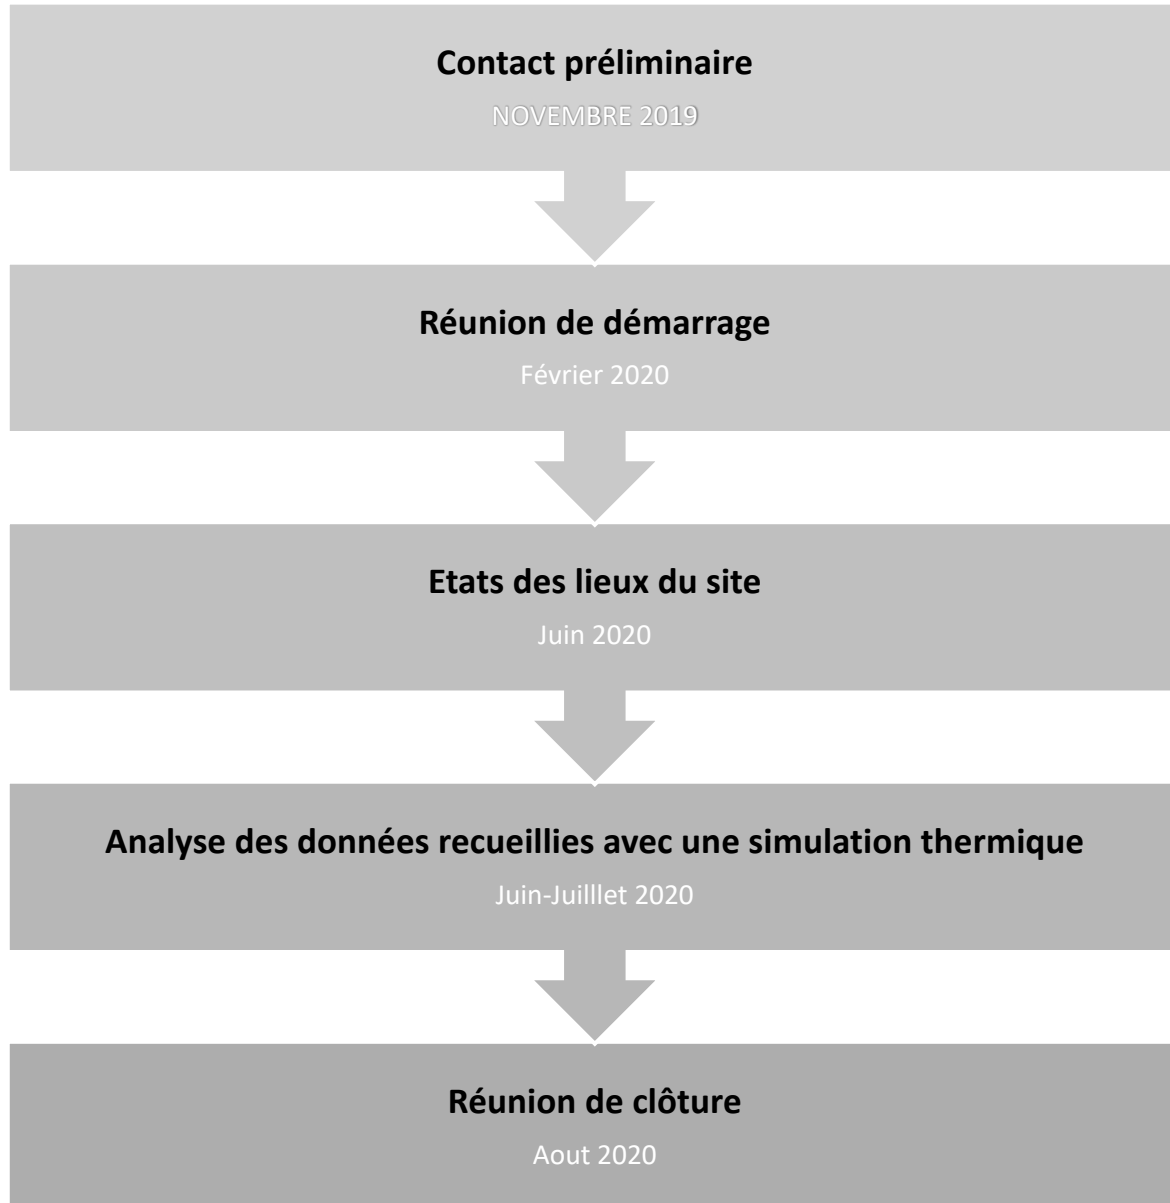 Contact préliminaire
NOVEMBRE 2019
Réunion de démarrage
Février 2020
Etats des lieux du site
Juin 2020
Analyse des données recueillies avec une simulation thermique
Juin-Juilllet 2020
Réunion de clôture
Aout 2020